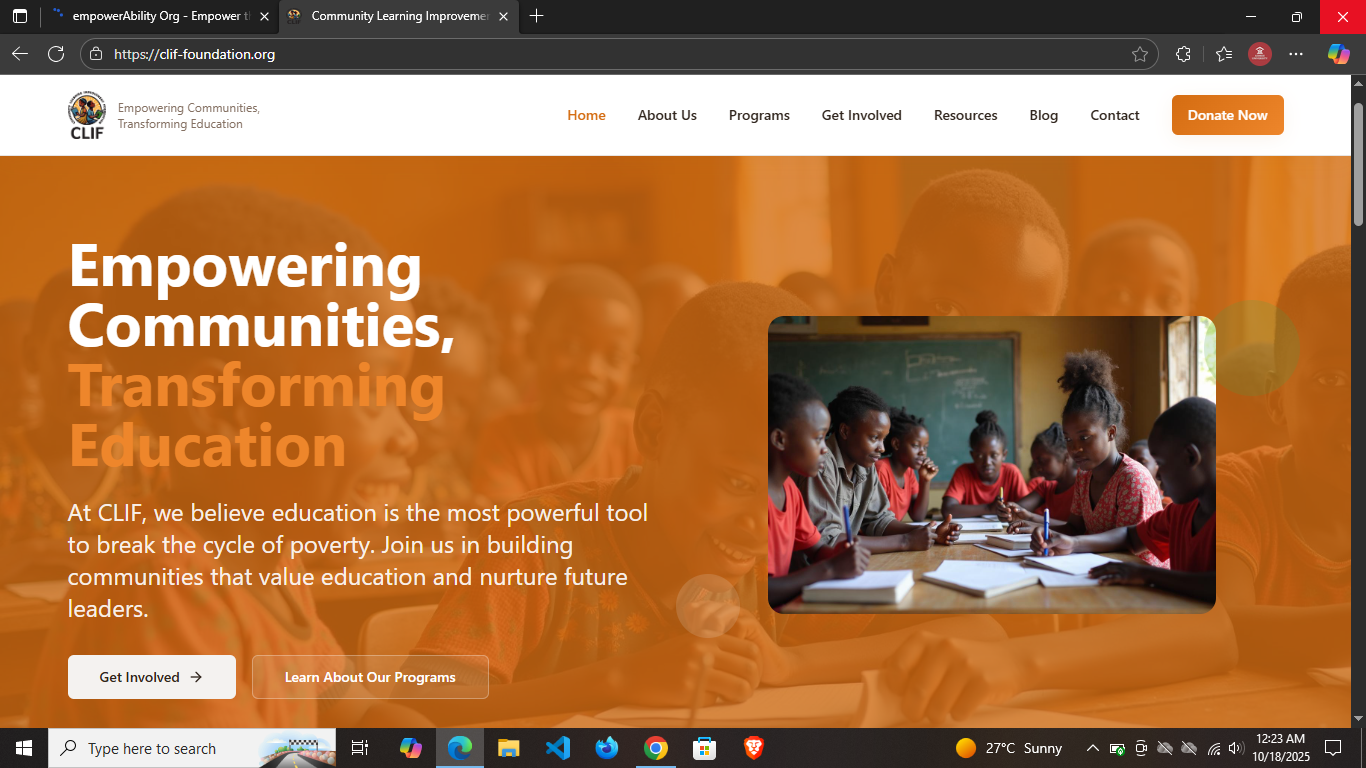 empowerAbility Org - Empower t
Community Learning Improveme
https://clif-foundation.org
CLIF
Empowering Communities,
Transforming Education
Home
About Us
Programs
Get Involved
Resources
Blog
Contact
Donate Now
Empowering
Communities,
Transforming
Education
At CLIF, we believe education is the most powerful tool
to break the cycle of poverty. Join us in building
communities that value education and nurture future
leaders.
Get Involved
Learn About Our Programs
Type here to search
27°C Sunny
12:23 AM
10/18/2025